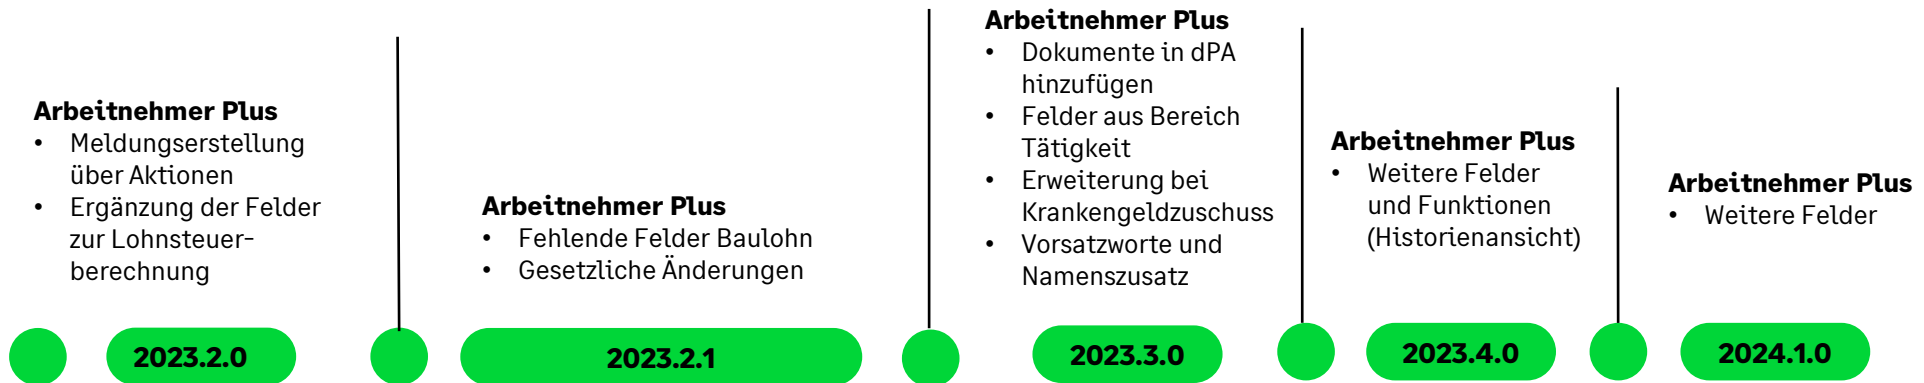 Arbeitnehmer Plus
• Meldungserstellung
über Aktionen
• Ergänzung der Felder
zur Lohnsteuer-
berechnung
2023.2.0
Arbeitnehmer Plus
• Fehlende Felder Baulohn
• Gesetzliche Änderungen
2023.2.1
Arbeitnehmer Plus
• Dokumente in dPA
hinzufügen
• Felder aus Bereich
Tätigkeit
• Erweiterung bei
Krankengeldzuschuss
• Vorsatzworte und
Namenszusatz
2023.3.0
Arbeitnehmer Plus
• Weitere Felder
und Funktionen
(Historienansicht)
2023.4.0
Arbeitnehmer Plus
• Weitere Felder
2024.1.0